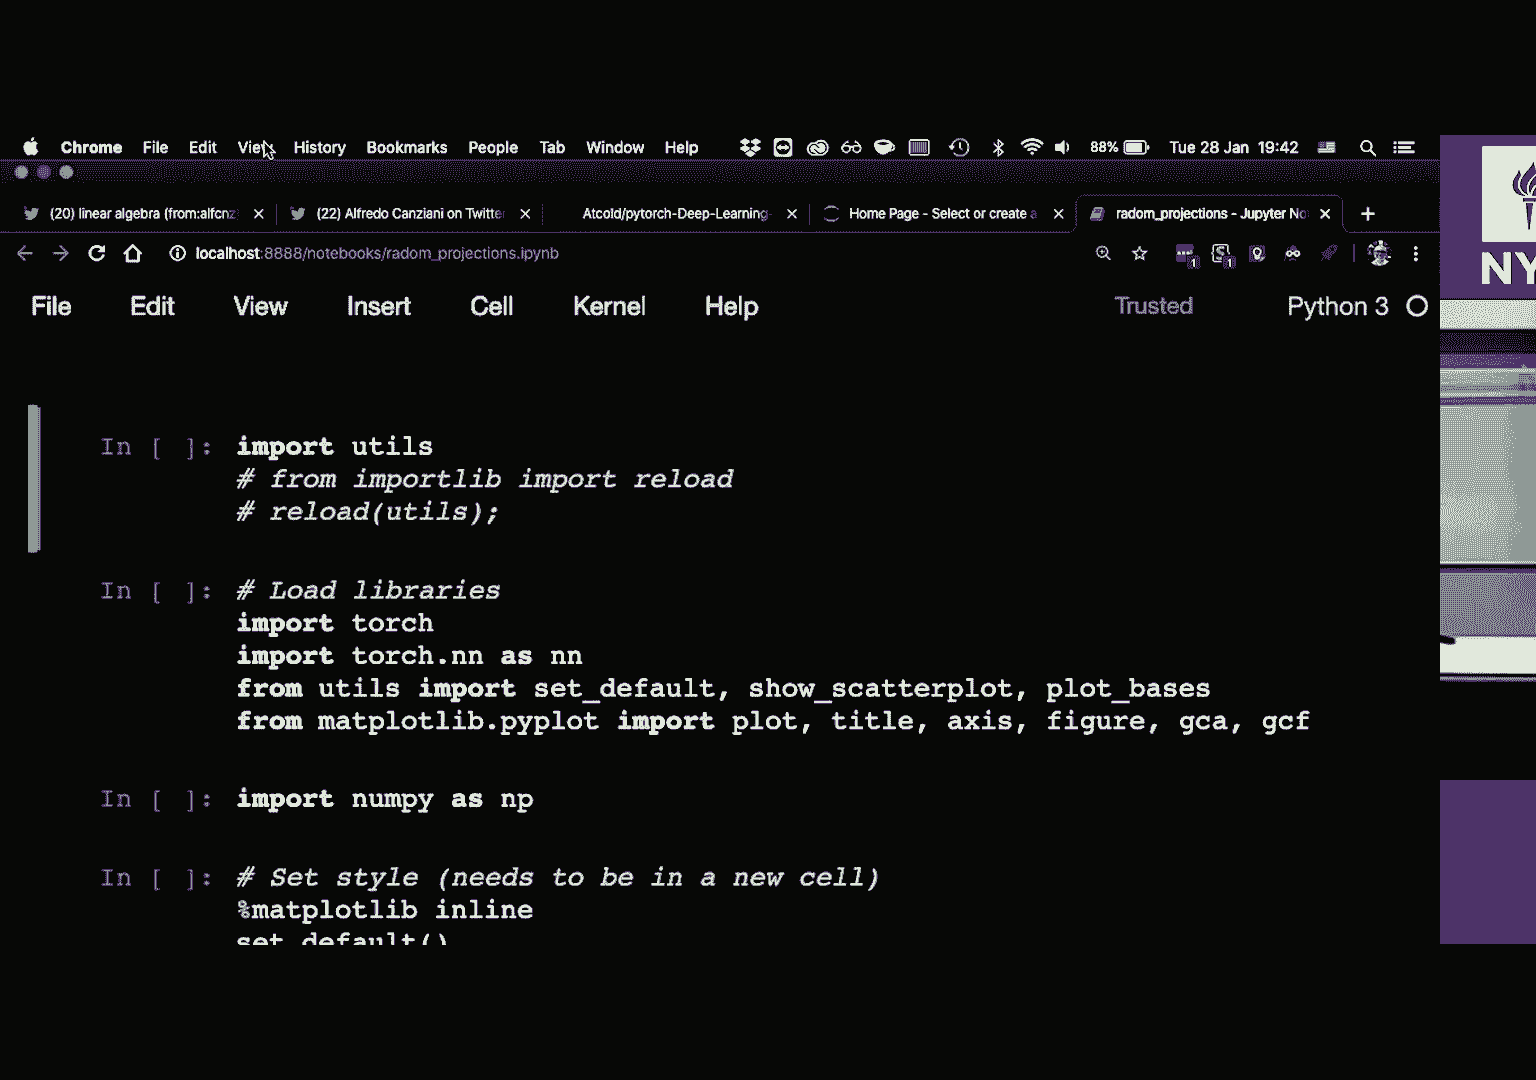 Chrome File Edit View History Bookmarks People Tab Window Help 88% Tue 28 Jan 19:42
(20) linear algebra (from:alfcnz (22) Alfredo Canziani on Twitte Atcold/pytorch-Deep-Learning- Home Page - Select or create a radom_projections - Jupyter No
localhost:8888/notebooks/radom_projections.ipynb
File Edit View Insert Cell Kernel Help Trusted Python 3
NY
In [ ]: import utils
# from importlib import reload
# reload(utils);
In [ ]: # Load libraries
import torch
import torch.nn as nn
from utils import set_default, show_scatterplot, plot_bases
from matplotlib.pyplot import plot, title, axis, figure, gca, gcf
In [ ]: import numpy as np
In [ ]: # Set style (needs to be in a new cell)
%matplotlib inline
set_default()